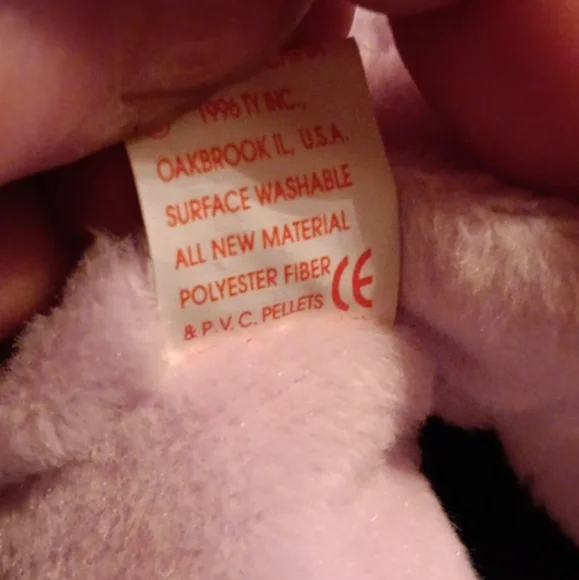 © 1996 TY INC.,
OAKBROOK IL, U.S.A.
SURFACE WASHABLE
ALL NEW MATERIAL
POLYESTER FIBER
& P.V.C. PELLETS
CE